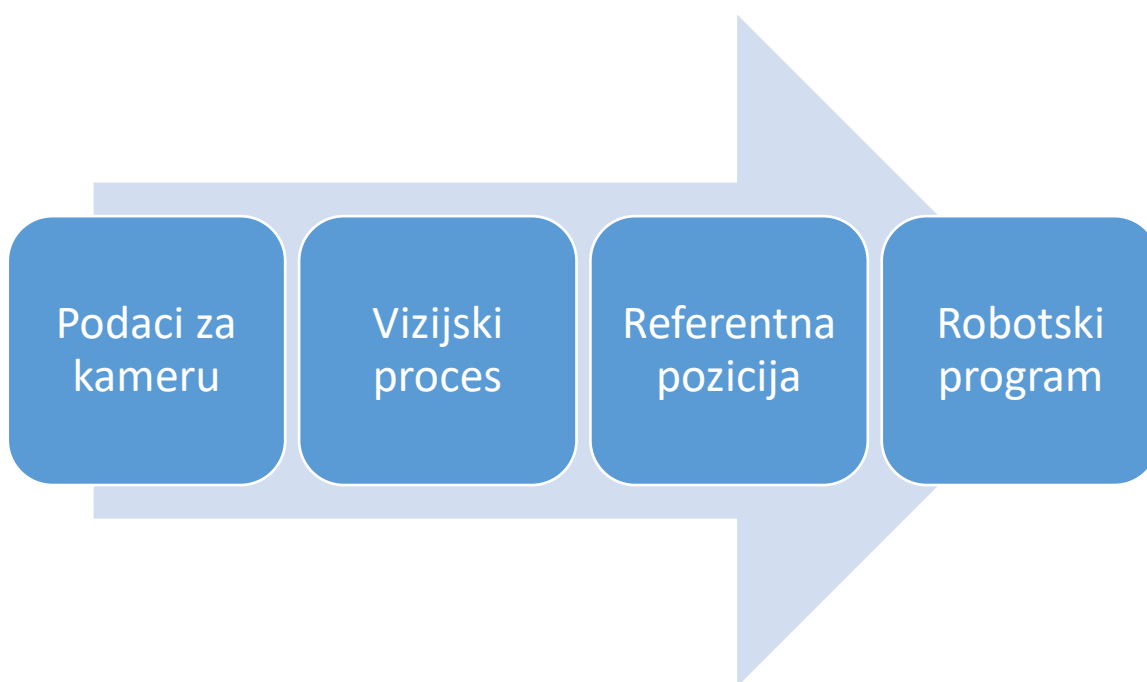 Podaci za
kameru
Vizijski
proces
Referentna
pozicija
Robotski
program